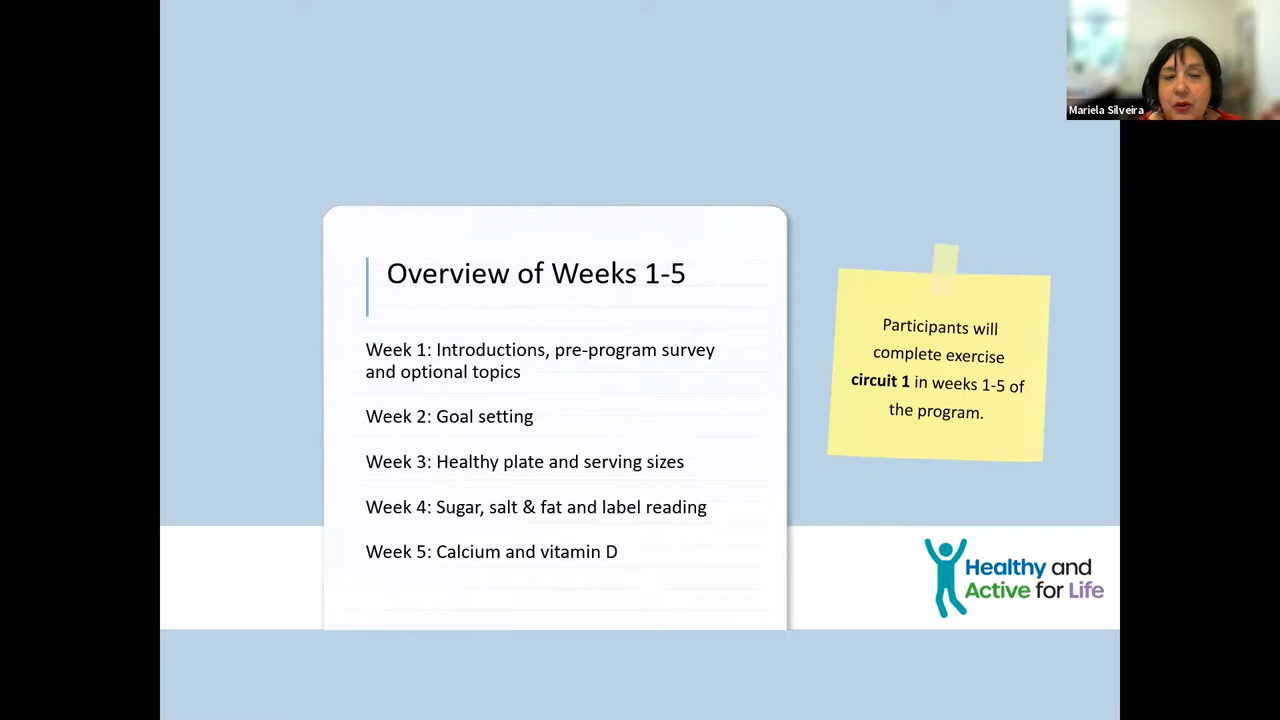 Mariela Silveira
Overview of Weeks 1-5
Week 1: Introductions, pre-program survey
and optional topics
Week 2: Goal setting
Week 3: Healthy plate and serving sizes
Week 4: Sugar, salt & fat and label reading
Week 5: Calcium and vitamin D
Participants will
complete exercise
circuit 1 in weeks 1-5 of
the program.
Healthy and
Active for Life